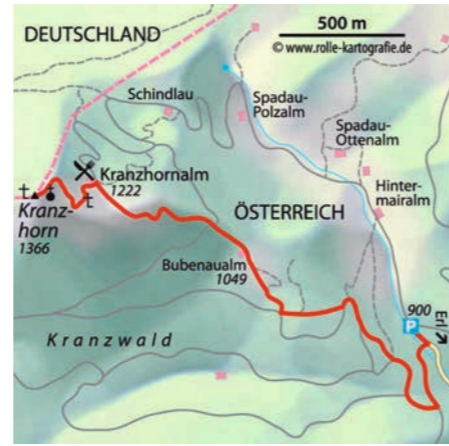 DEUTSCHLAND
500 m
© www.rolle-kartografie.de
Schindlau
Spadau-
Polzalm
Spadau-
Ottenalm
Kranzhornalm
1222
Hinter-
mairalm
Kranz-
horn
1366
ÖSTERREICH
Bubenaualm
1049
900
P
Erl
Kranzwald